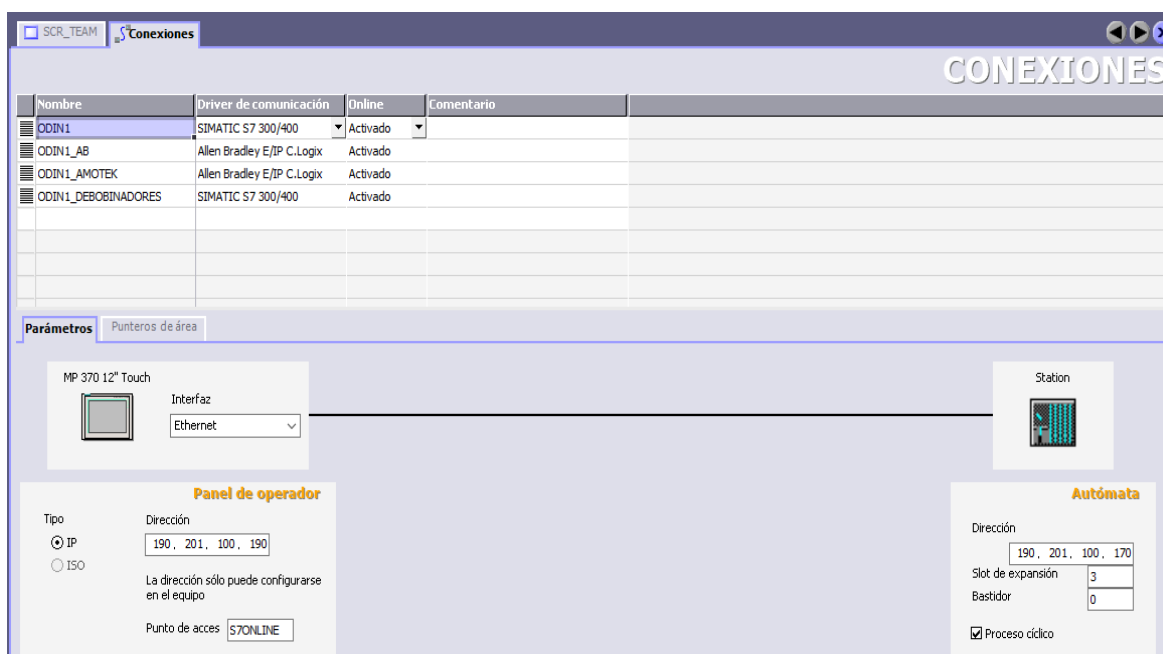 SCR_TEAM Conexiones
CONEXIONES
Nombre Driver de comunicación Online Comentario
ODIN1 SIMATIC S7 300/400 Activado
ODIN1_AB Allen Bradley E/IP C.Logix Activado
ODIN1_AMOTEK Allen Bradley E/IP C.Logix Activado
ODIN1_DEBOBINADORES SIMATIC S7 300/400 Activado
Parámetros Punteros de área
MP 370 12" Touch
Interfaz
Ethernet
Station
Panel de operador
Tipo Dirección
IP 190 . 201 . 100 . 190
ISO
La dirección sólo puede configurarse
en el equipo
Punto de acces S7ONLINE
Autómata
Dirección
190 . 201 . 100 . 170
Slot de expansión 3
Bastidor 0
Proceso cíclico